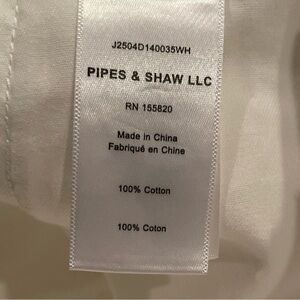 J2504D140035WH
PIPES & SHAW LLC
RN 155820
Made in China
Fabriqué en Chine
100% Cotton
100% Coton